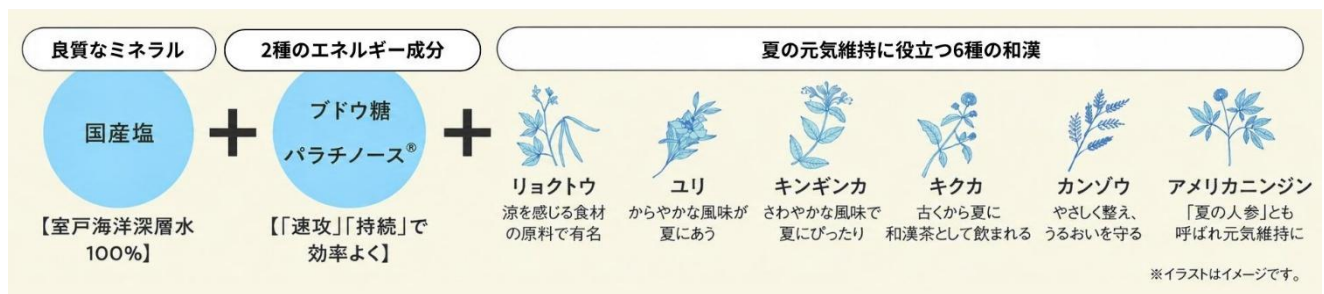 良質なミネラル
2種のエネルギー成分
夏の元気維持に役立つ6種の和漢
国産塩
+
ブドウ糖
パラチノース®
+
【室戸海洋深層水
100%】
【「速攻」「持続」で
効率よく】
リョクトウ
涼を感じる食材
の原料で有名
ユリ
からやかな風味が
夏にあう
キンギンカ
さわやかな風味で
夏にぴったり
キクカ
古くから夏に
和漢茶として飲まれる
カンゾウ
やさしく整え、
うるおいを守る
アメリカニンジン
「夏の人参」とも
呼ばれ元気維持に
※イラストはイメージです。